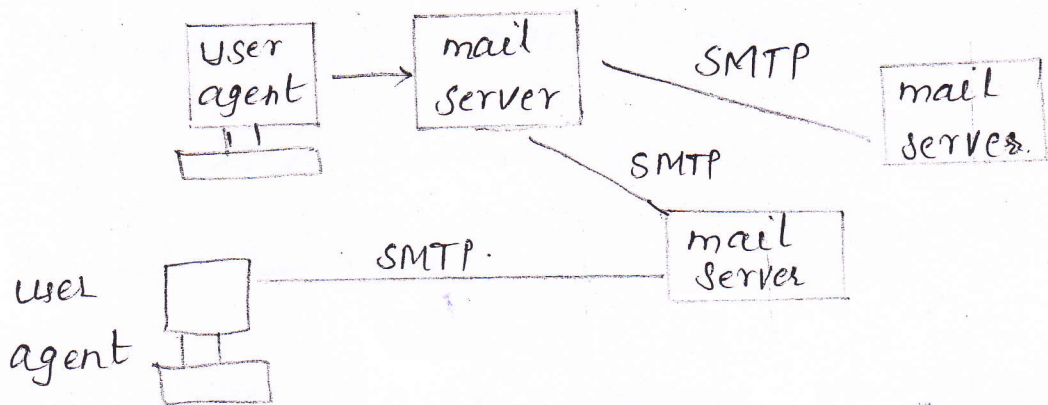 user
agent
mail
server
SMTP
mail
server.
SMTP
mail
server
SMTP.
user
agent